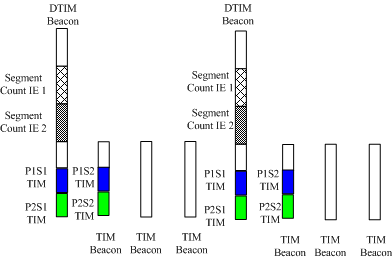 DTIM
Beacon
DTIM
Beacon
Segment
Count IE 1
Segment
Count IE 1
Segment
Count IE 2
Segment
Count IE 2
P1S1
TIM
P1S2
TIM
P1S1
TIM
P1S2
TIM
P2S1
TIM
P2S2
TIM
P2S1
TIM
P2S2
TIM
TIM
Beacon
TIM
Beacon
TIM
Beacon
TIM
Beacon
TIM
Beacon
TIM
Beacon